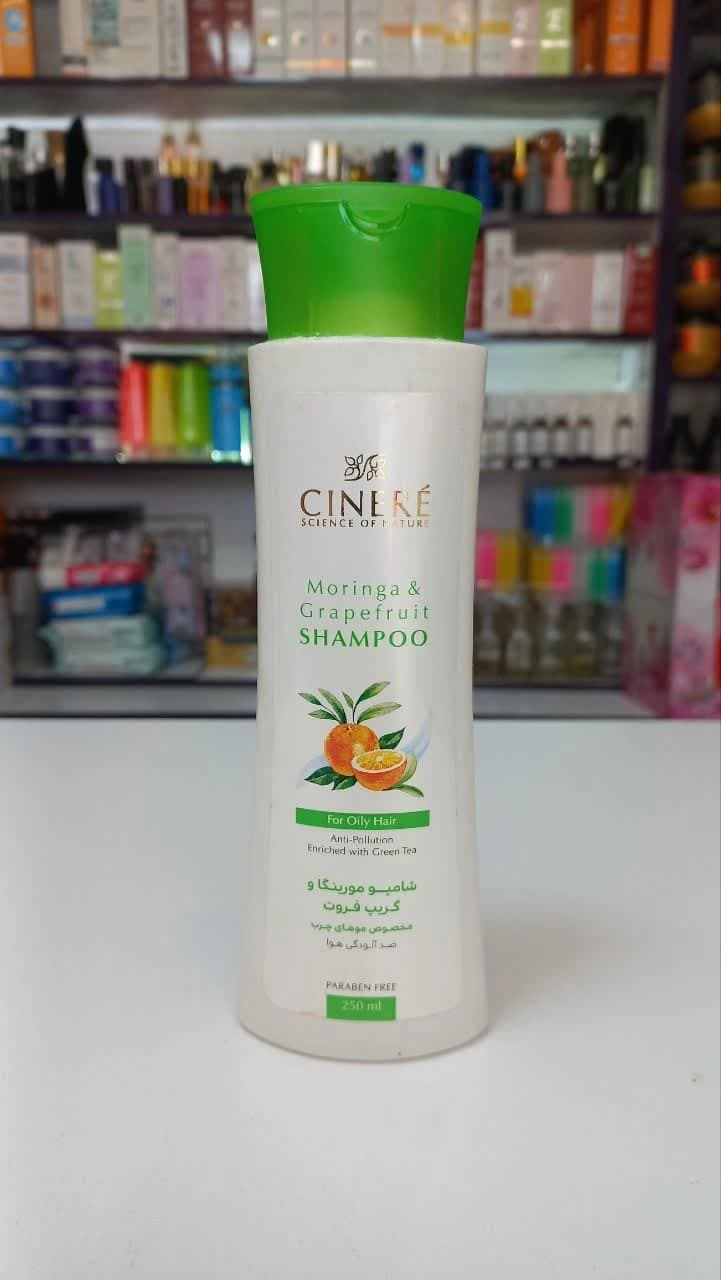 CINERÉ
SCIENCE OF NATURE
Moringa &
Grapefruit
SHAMPOO
For Oily Hair
Anti-Pollution
Enriched with Green Tea
شامپو مورینگا و
گریپ فروت
مخصوص موهای چرب
ضد آلودگی هوا
PARABEN FREE
250 ml